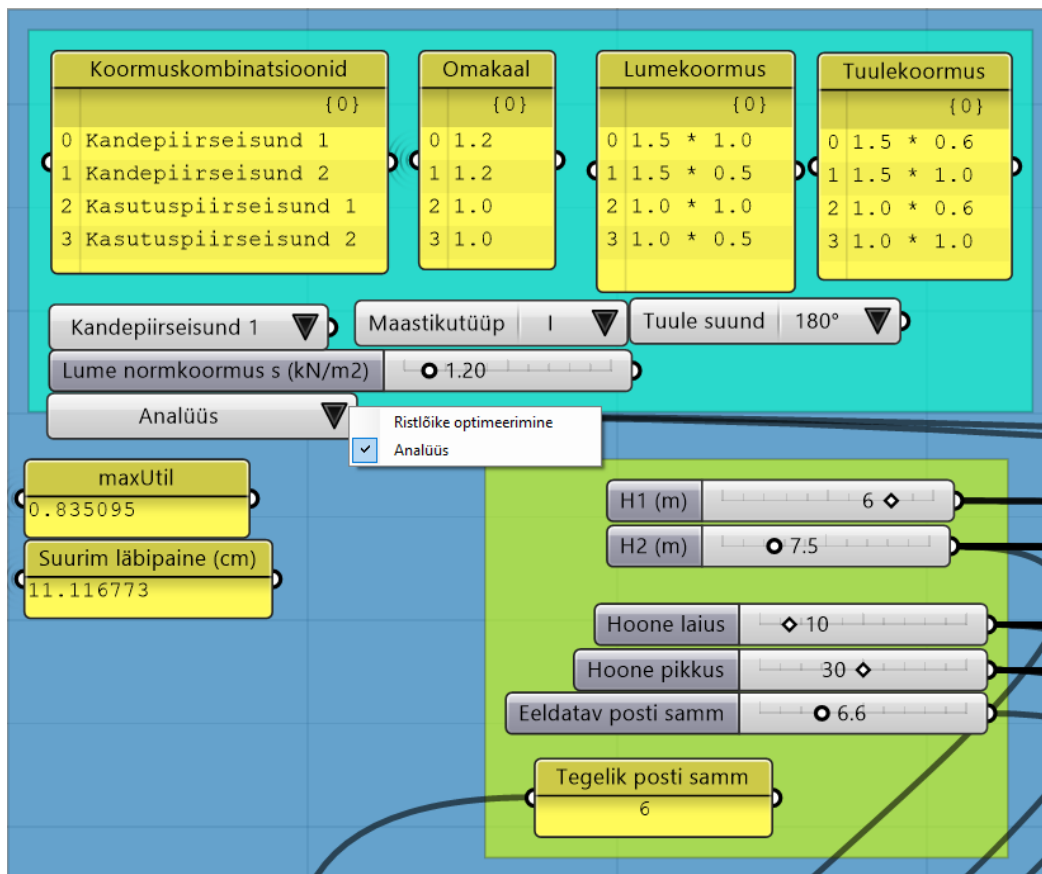 Koormuskombinatsioonid
{0}
0 Kandepiirseisund 1
1 Kandepiirseisund 2
2 Kasutuspiirseisund 1
3 Kasutuspiirseisund 2
Omakaal
{0}
0 1.2
1 1.2
2 1.0
3 1.0
Lumekoormus
{0}
0 1.5 * 1.0
1 1.5 * 0.5
2 1.0 * 1.0
3 1.0 * 0.5
Tuulekoormus
{0}
0 1.5 * 0.6
1 1.5 * 1.0
2 1.0 * 0.6
3 1.0 * 1.0
Kandepiirseisund 1
Maastikutüüp I
Tuule suund 180°
Lume normkoormus s (kN/m2) 1.20
Analüüs
Ristlõike optimeerimine
Analüüs
maxUtil
0.835095
Suurim läbipaine (cm)
11.116773
H1 (m) 6
H2 (m) 7.5
Hoone laius 10
Hoone pikkus 30
Eeldatav posti samm 6.6
Tegelik posti samm
6